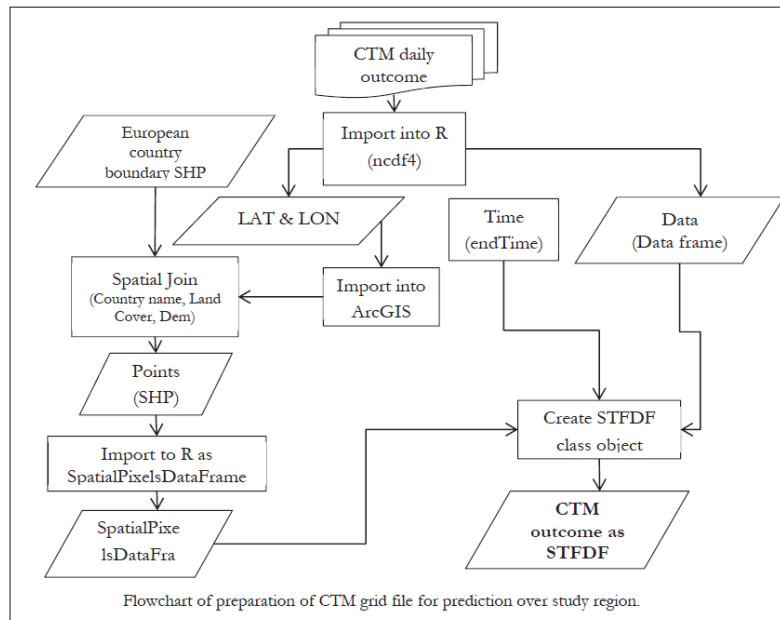 CTM daily
outcome
Import into R
(ncdf4)
European
country
boundary SHP
LAT & LON
Time
(endTime)
Data
(Data frame)
Spatial Join
(Country name, Land
Cover, Dem)
Import into
ArcGIS
Points
(SHP)
Create STFDF
class object
Import to R as
SpatialPixelsDataFrame
SpatialPixe
lsDataFra
CTM
outcome as
STFDF
Flowchart of preparation of CTM grid file for prediction over study region.